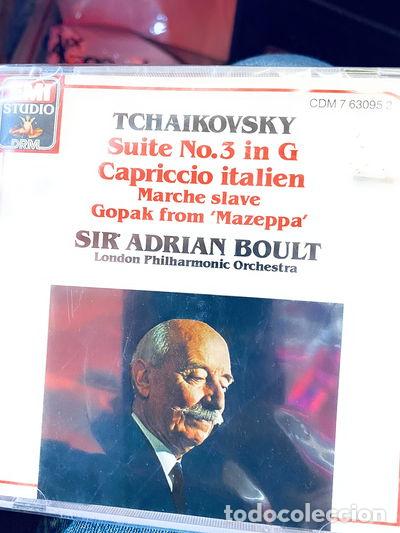 EMI
STUDIO
DRM
CDM 7 63095 2
TCHAIKOVSKY
Suite No.3 in G
Capriccio italien
Marche slave
Gopak from 'Mazeppa'
SIR ADRIAN BOULT
London Philharmonic Orchestra
todocoleccion.net